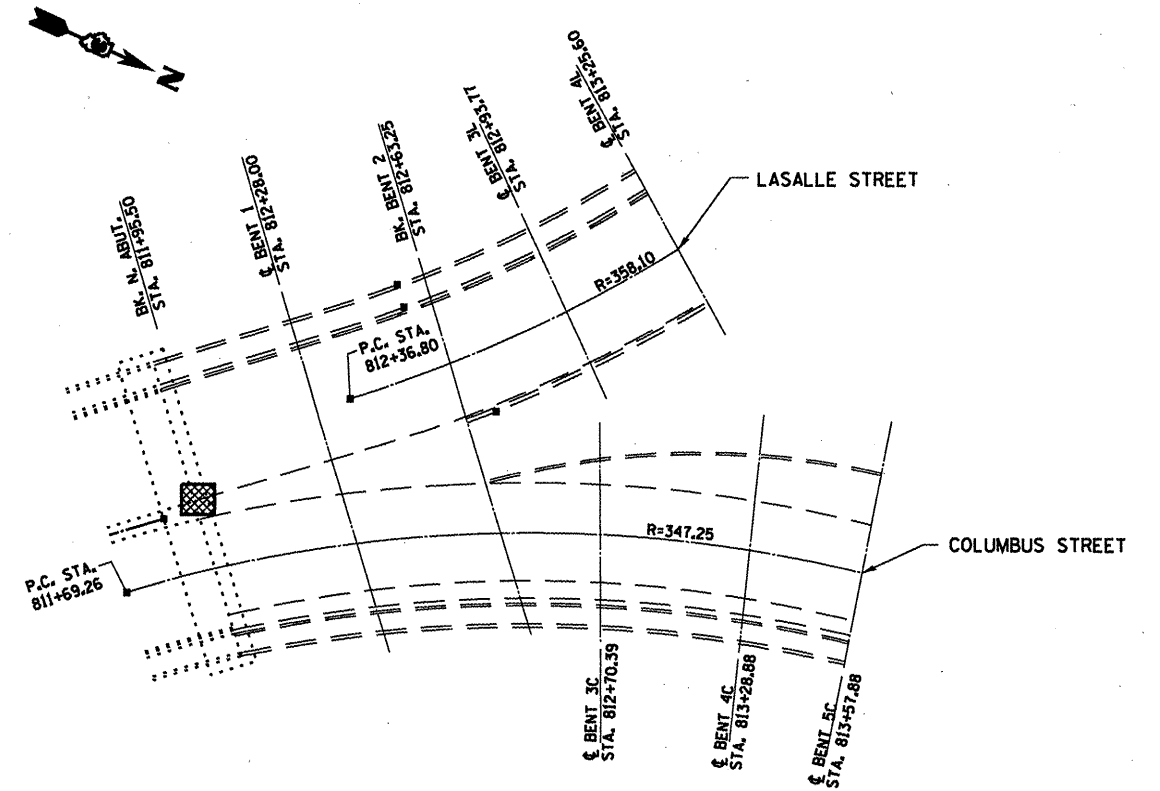 N
BK. N. ABUT.
STA. 811+95.50
℄ BENT 1
STA. 812+28.00
BK. BENT 2
STA. 812+63.25
℄ BENT 3L
STA. 812+93.77
℄ BENT 4L
STA. 813+25.60
LASALLE STREET
R=358.10
P.C. STA.
812+36.80
R=347.25
COLUMBUS STREET
P.C. STA.
811+69.26
℄ BENT 3C
STA. 812+70.39
℄ BENT 4C
STA. 813+28.88
℄ BENT 5C
STA. 813+57.88